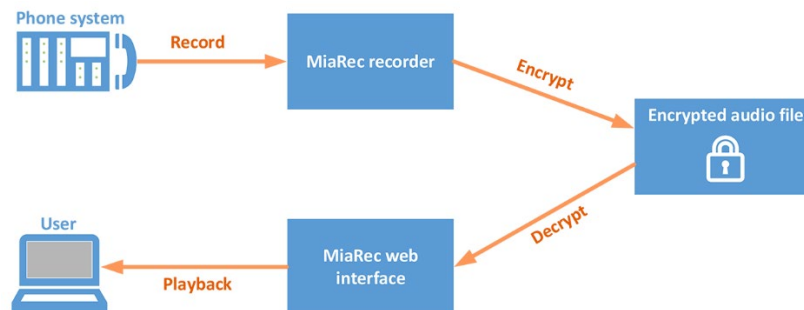 Phone system
Record
MiaRec recorder
Encrypt
Encrypted audio file
Decrypt
User
MiaRec web
interface
Playback